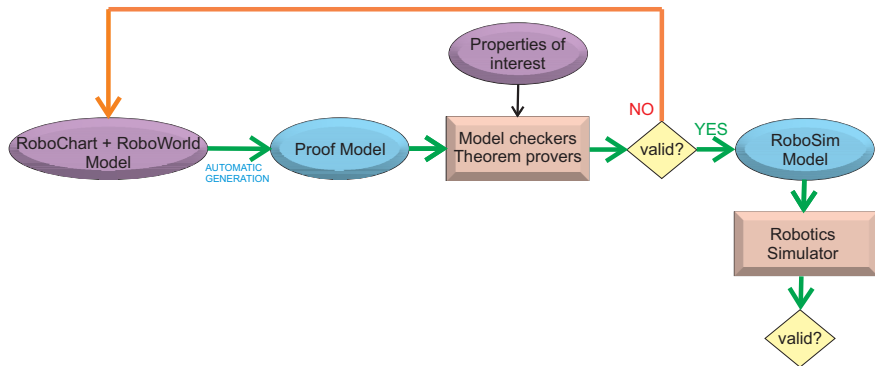 Properties of
interest
RoboChart + RoboWorld
Model
AUTOMATIC
GENERATION
Proof Model
Model checkers
Theorem provers
NO
valid?
YES
RoboSim
Model
Robotics
Simulator
valid?